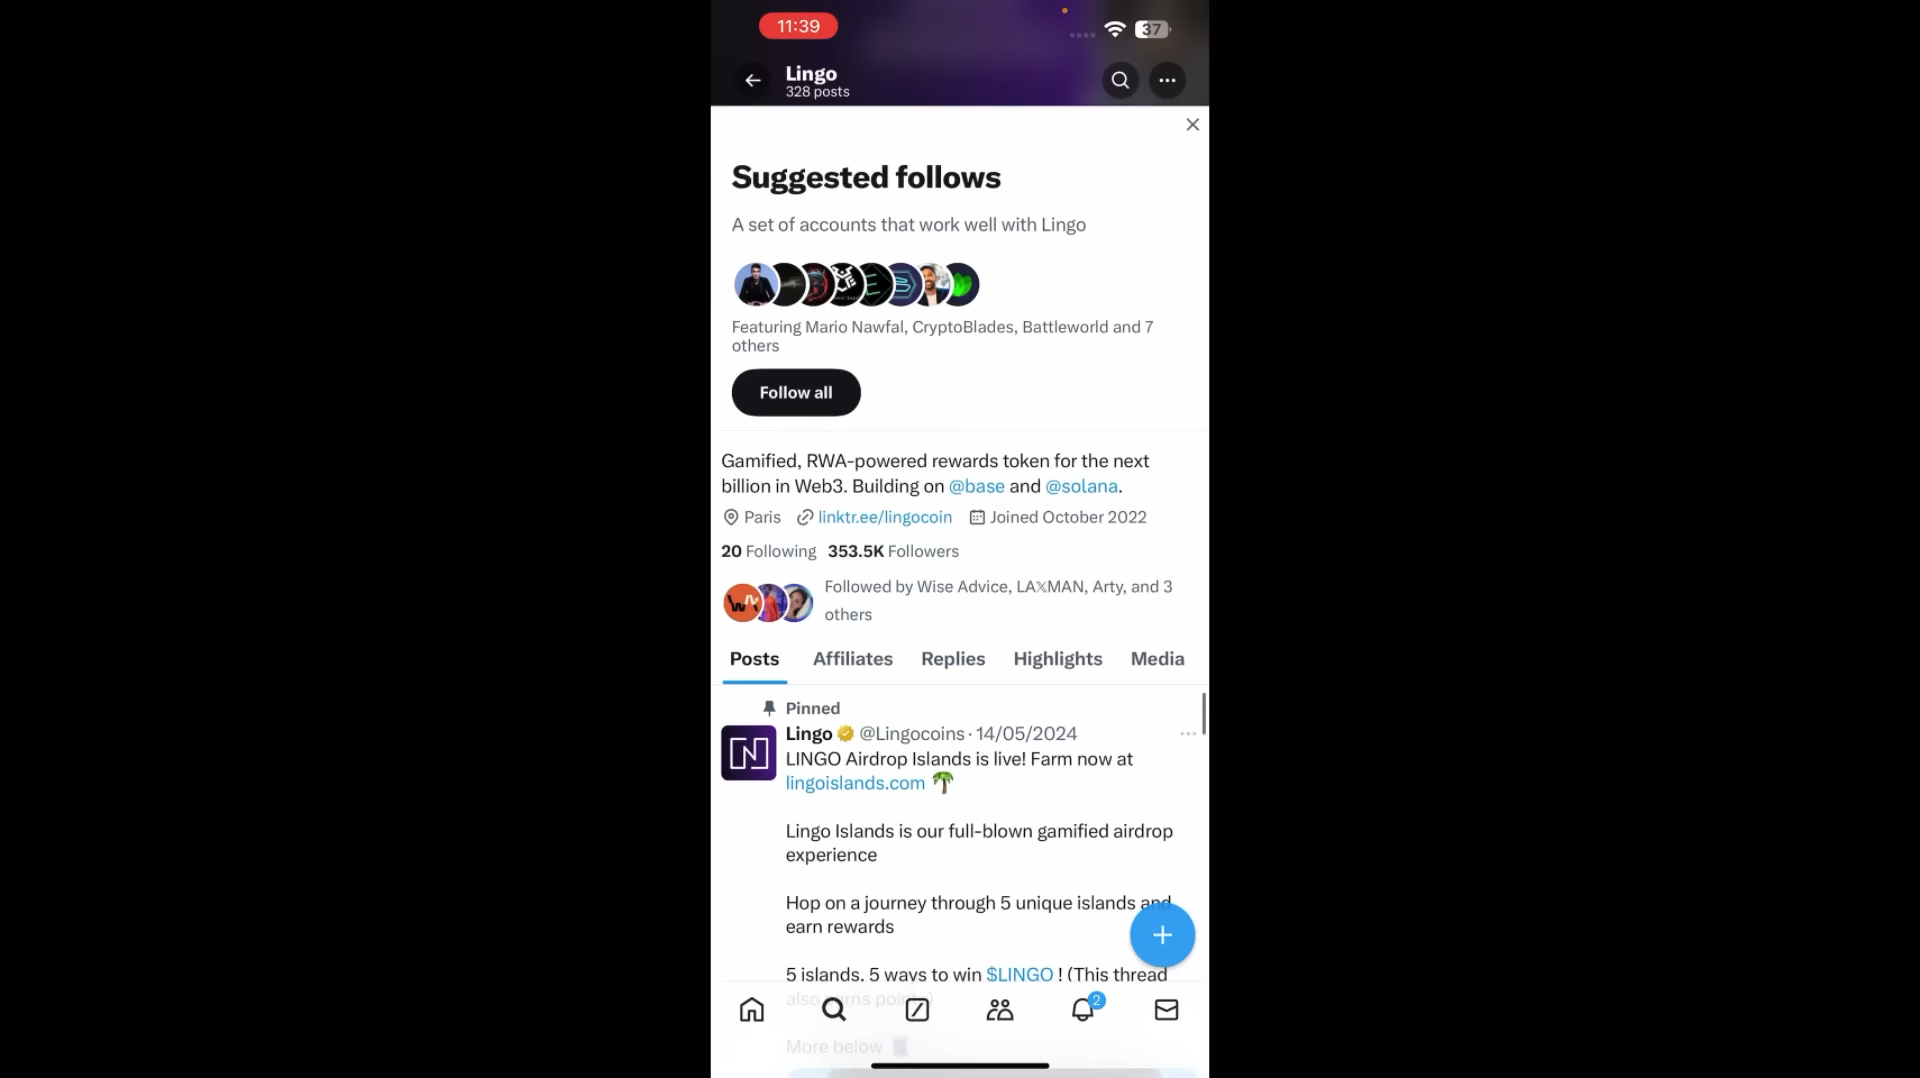 11:39
37
Lingo
328 posts
Suggested follows
A set of accounts that work well with Lingo
Featuring Mario Nawfal, CryptoBlades, Battleworld and 7
others
Follow all
Gamified, RWA-powered rewards token for the next
billion in Web3. Building on @base and @solana.
Paris linktr.ee/lingocoin Joined October 2022
20 Following 353.5K Followers
Followed by Wise Advice, LA𝕏MAN, Arty, and 3
others
Posts Affiliates Replies Highlights Media
Pinned
Lingo @Lingocoins · 14/05/2024
LINGO Airdrop Islands is live! Farm now at
lingoislands.com 🌴
Lingo Islands is our full-blown gamified airdrop
experience
Hop on a journey through 5 unique islands and
earn rewards
5 islands, 5 ways to win $LINGO ! (This thread
also earns points)
2
More below